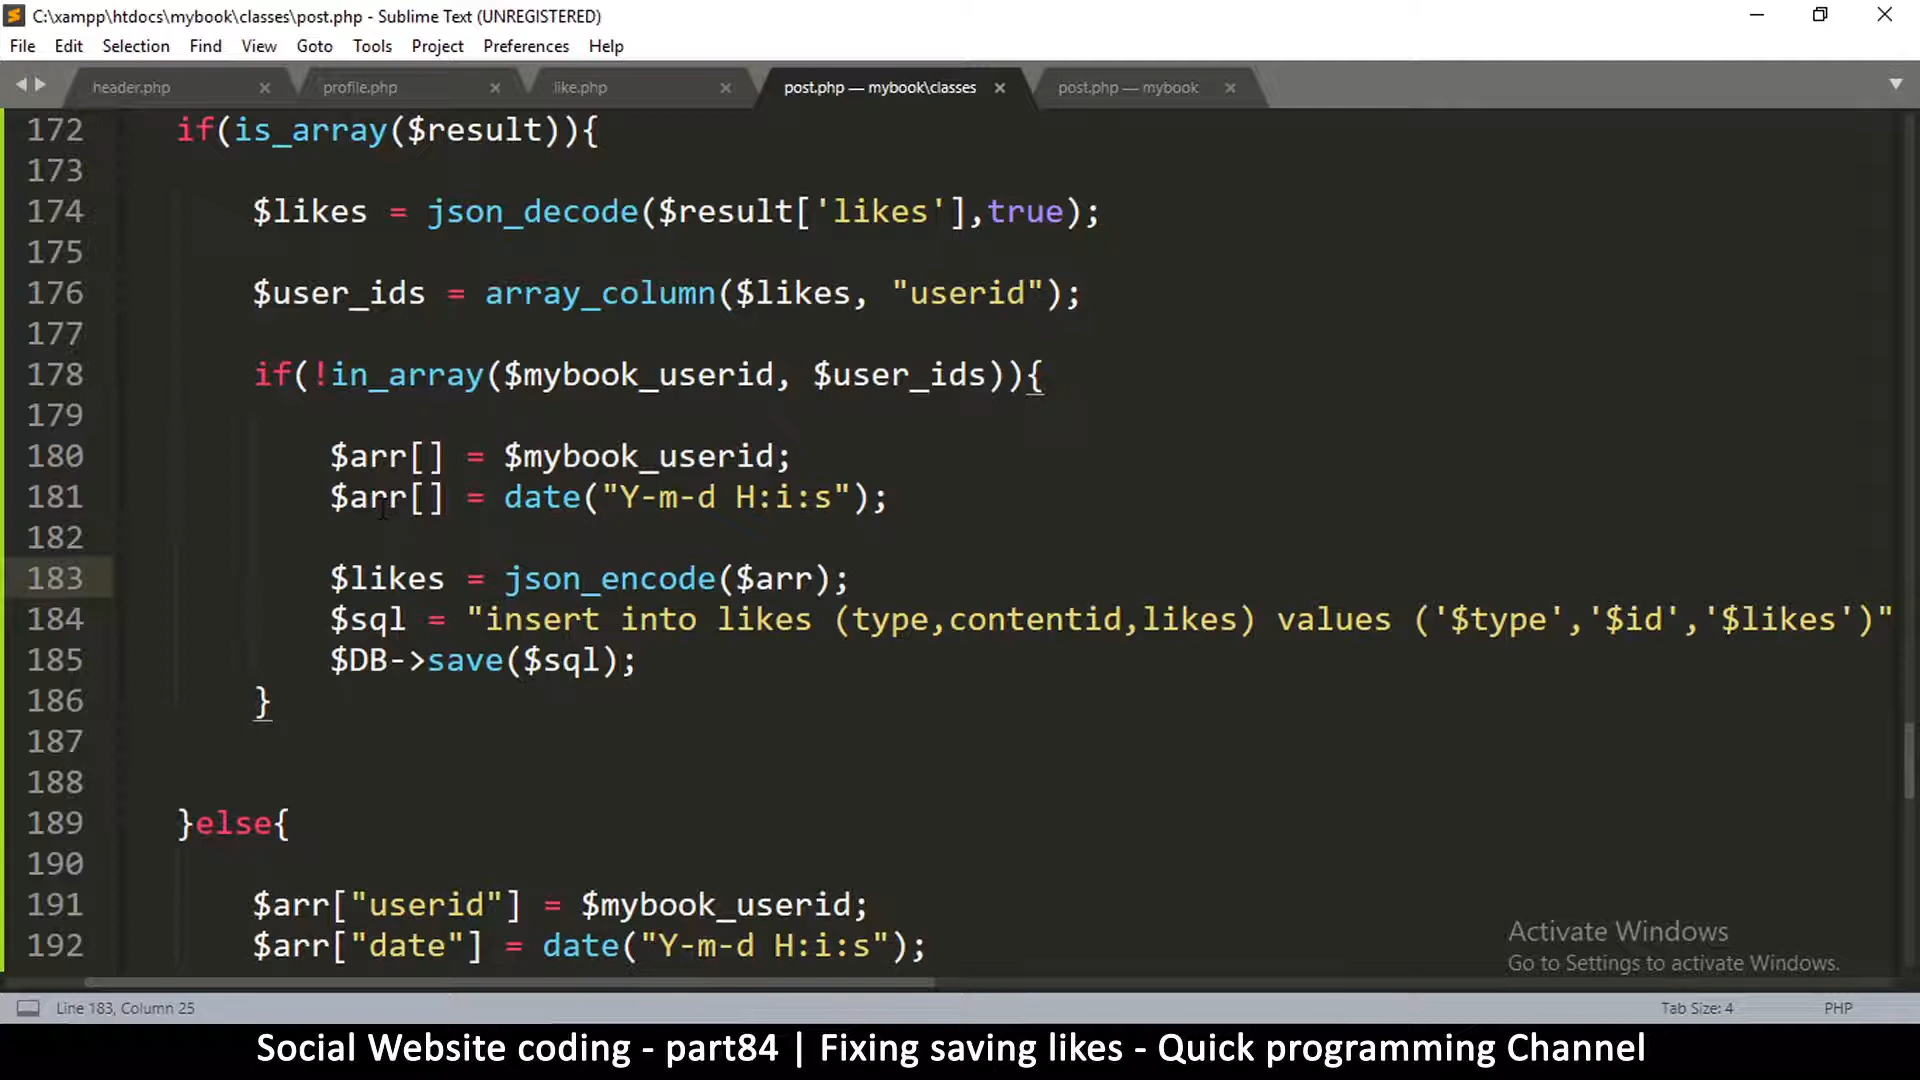 C:\xampp\htdocs\mybook\classes\post.php - Sublime Text (UNREGISTERED)
File Edit Selection Find View Goto Tools Project Preferences Help
header.php profile.php like.php post.php — mybook\classes post.php — mybook
172 if(is_array($result)){
173
174 $likes = json_decode($result['likes'],true);
175
176 $user_ids = array_column($likes, "userid");
177
178 if(!in_array($mybook_userid, $user_ids)){
179
180 $arr[] = $mybook_userid;
181 $arr[] = date("Y-m-d H:i:s");
182
183 $likes = json_encode($arr);
184 $sql = "insert into likes (type,contentid,likes) values ('$type','$id','$likes')"
185 $DB->save($sql);
186 }
187
188
189 }else{
190
191 $arr["userid"] = $mybook_userid;
192 $arr["date"] = date("Y-m-d H:i:s");
Activate Windows
Go to Settings to activate Windows.
Line 183, Column 25 Tab Size: 4 PHP
Social Website coding - part84 | Fixing saving likes - Quick programming Channel